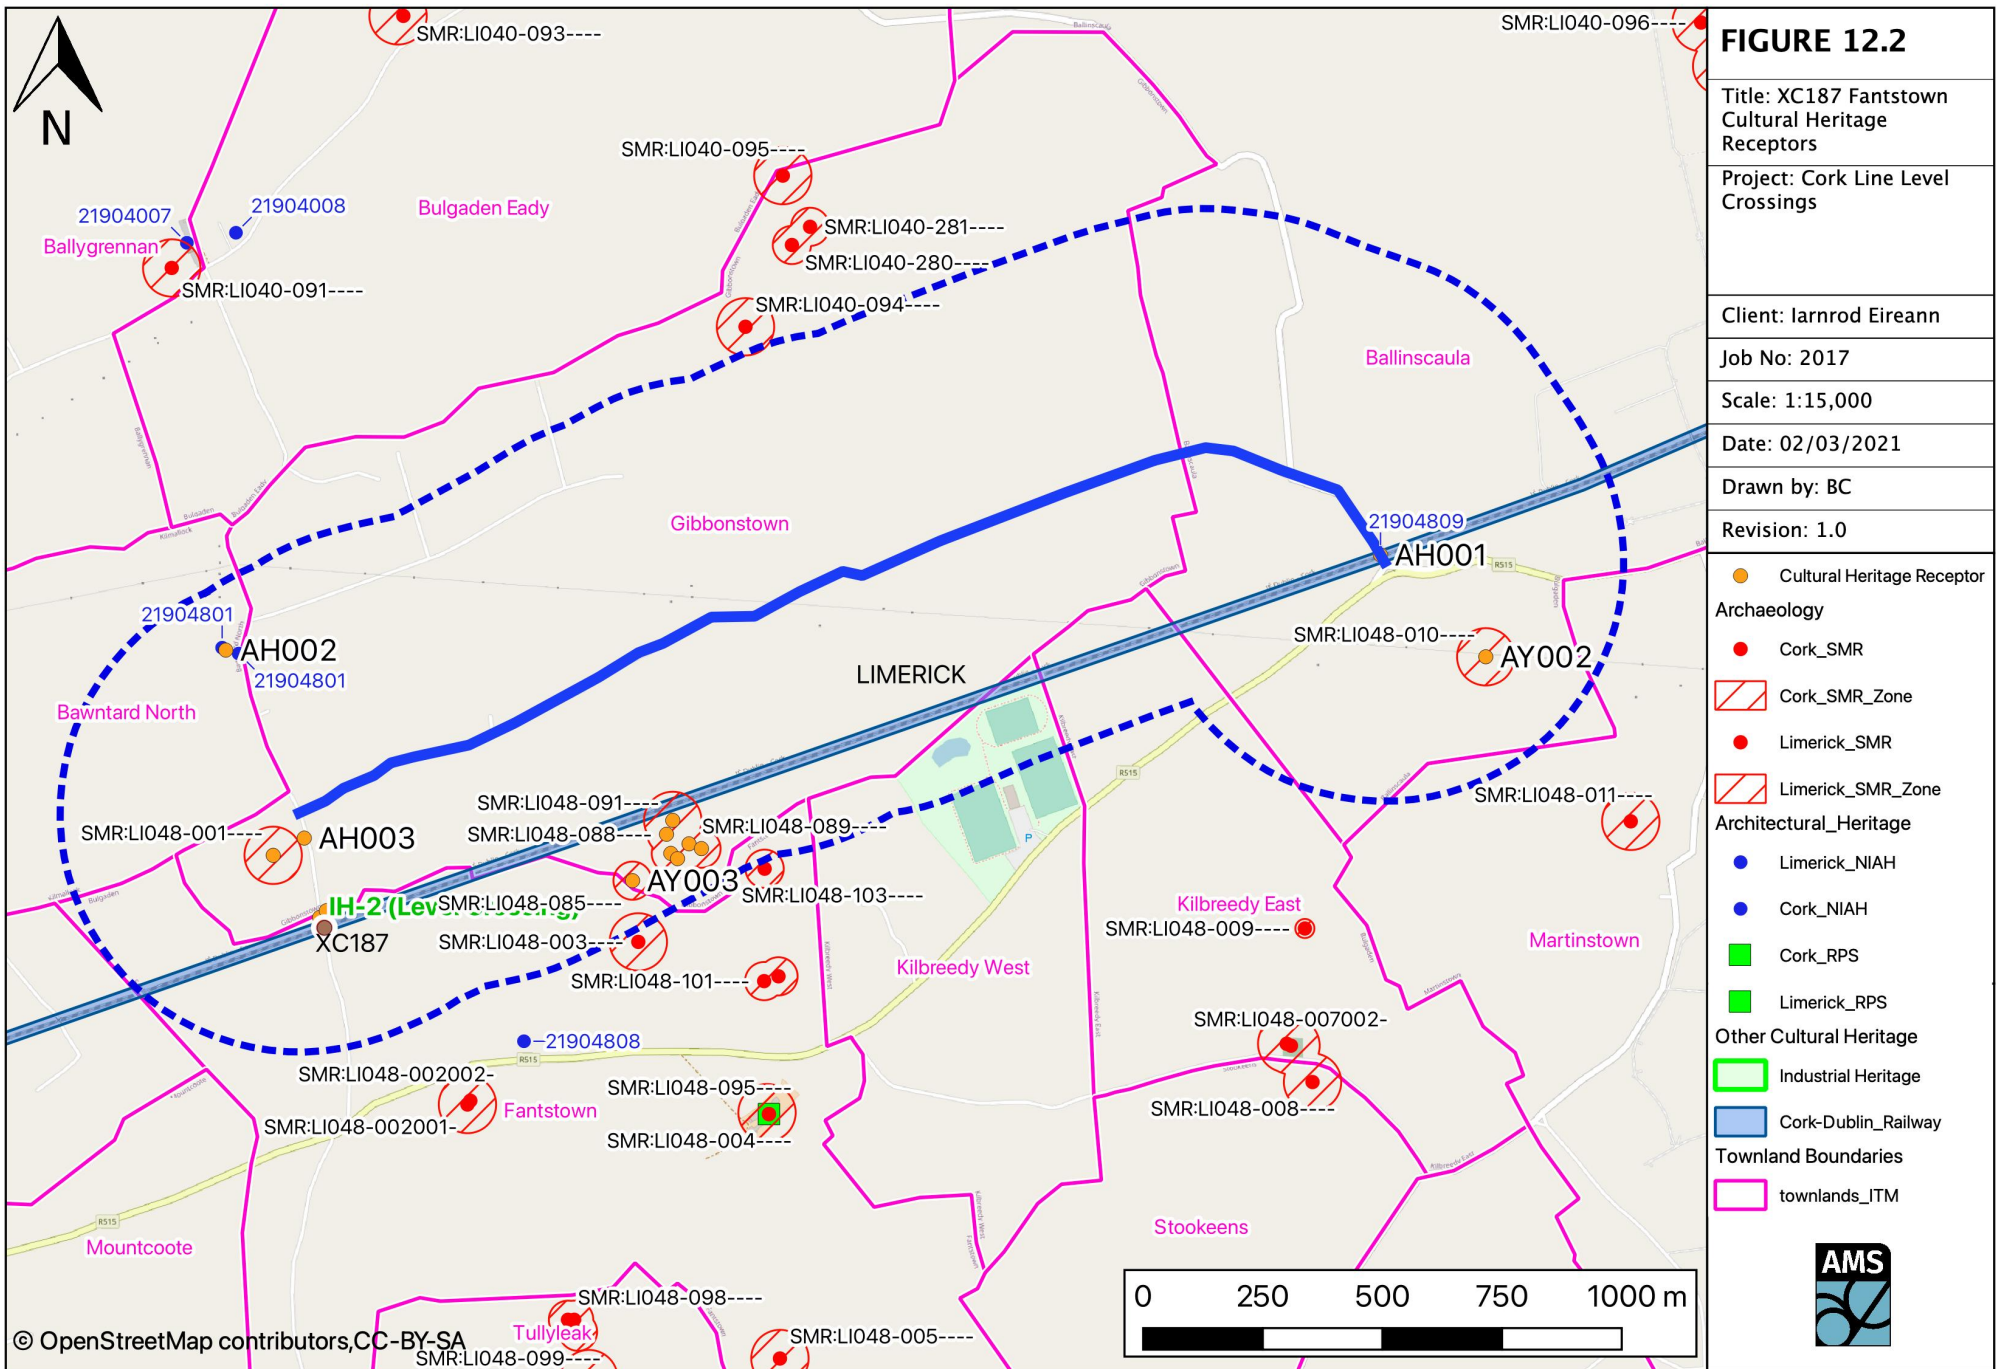 SMR:LI040-093----
SMR:LI040-096----
N
SMR:LI040-095----
21904007
21904008
Bulgaden Eady
Ballygrennan
SMR:LI040-281----
SMR:LI040-280----
SMR:LI040-091----
SMR:LI040-094----
Ballinscaula
Gibbonstown
21904809
AH001
R515
21904801
AH002
21904801
SMR:LI048-010----
AY002
LIMERICK
Bawntard North
R515
SMR:LI048-091----
SMR:LI048-011----
SMR:LI048-001----
AH003
SMR:LI048-088----
SMR:LI048-089----
P
AY003
SMR:LI048-103----
SMR:LI048-085----
IH-2 (Level crossing)
XC187
SMR:LI048-003----
Kilbreedy East
SMR:LI048-009----
Martinstown
Kilbreedy West
SMR:LI048-101----
21904808
R515
SMR:LI048-007002-
SMR:LI048-002002-
SMR:LI048-095----
Fantstown
SMR:LI048-008----
SMR:LI048-002001-
SMR:LI048-004----
R515
Mountcoote
Stookeens
SMR:LI048-098----
Tullyleak
SMR:LI048-005----
SMR:LI048-099----
© OpenStreetMap contributors,CC-BY-SA
0 250 500 750 1000 m
FIGURE 12.2
Title: XC187 Fantstown
Cultural Heritage
Receptors
Project: Cork Line Level
Crossings
Client: Iarnrod Eireann
Job No: 2017
Scale: 1:15,000
Date: 02/03/2021
Drawn by: BC
Revision: 1.0
Cultural Heritage Receptor
Archaeology
Cork_SMR
Cork_SMR_Zone
Limerick_SMR
Limerick_SMR_Zone
Architectural_Heritage
Limerick_NIAH
Cork_NIAH
Cork_RPS
Limerick_RPS
Other Cultural Heritage
Industrial Heritage
Cork-Dublin_Railway
Townland Boundaries
townlands_ITM
AMS